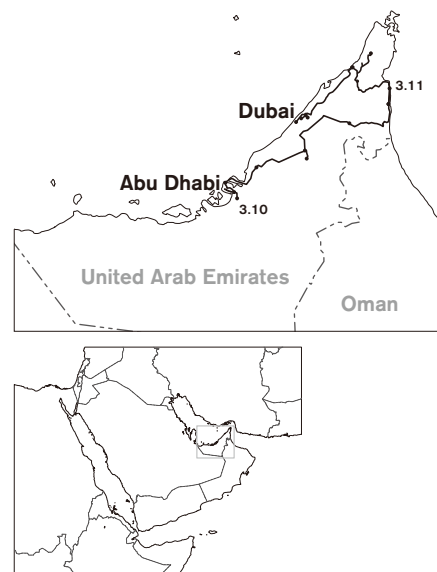 3.11
Dubai
Abu Dhabi
3.10
United Arab Emirates
Oman